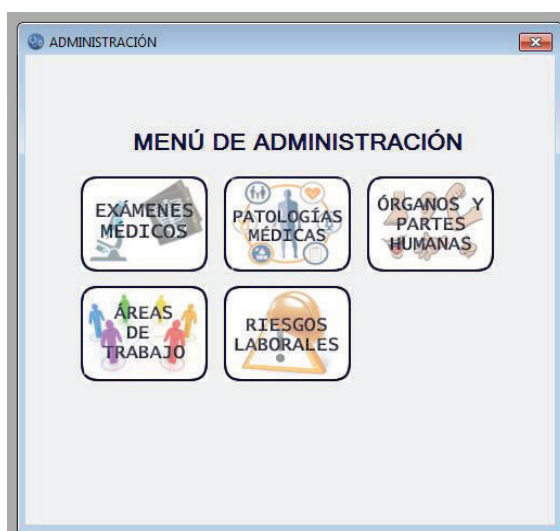 ADMINISTRACIÓN
MENÚ DE ADMINISTRACIÓN
EXÁMENES
MÉDICOS
PATOLOGÍAS
MÉDICAS
ÓRGANOS Y
PARTES
HUMANAS
ÁREAS
DE
TRABAJO
RIESGOS
LABORALES